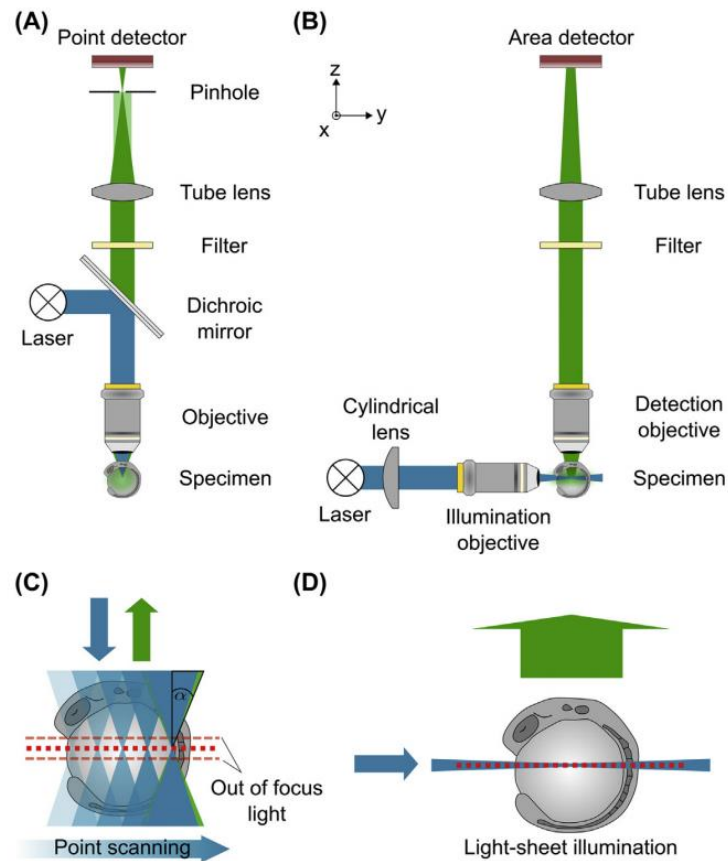 (A)
Point detector
Pinhole
Tube lens
Filter
Dichroic
mirror
Laser
Objective
Specimen
(B)
Area detector
z
y
x
Tube lens
Filter
Detection
objective
Cylindrical
lens
Specimen
Laser
Illumination
objective
(C)
α
Out of focus
light
Point scanning
(D)
Light-sheet illumination